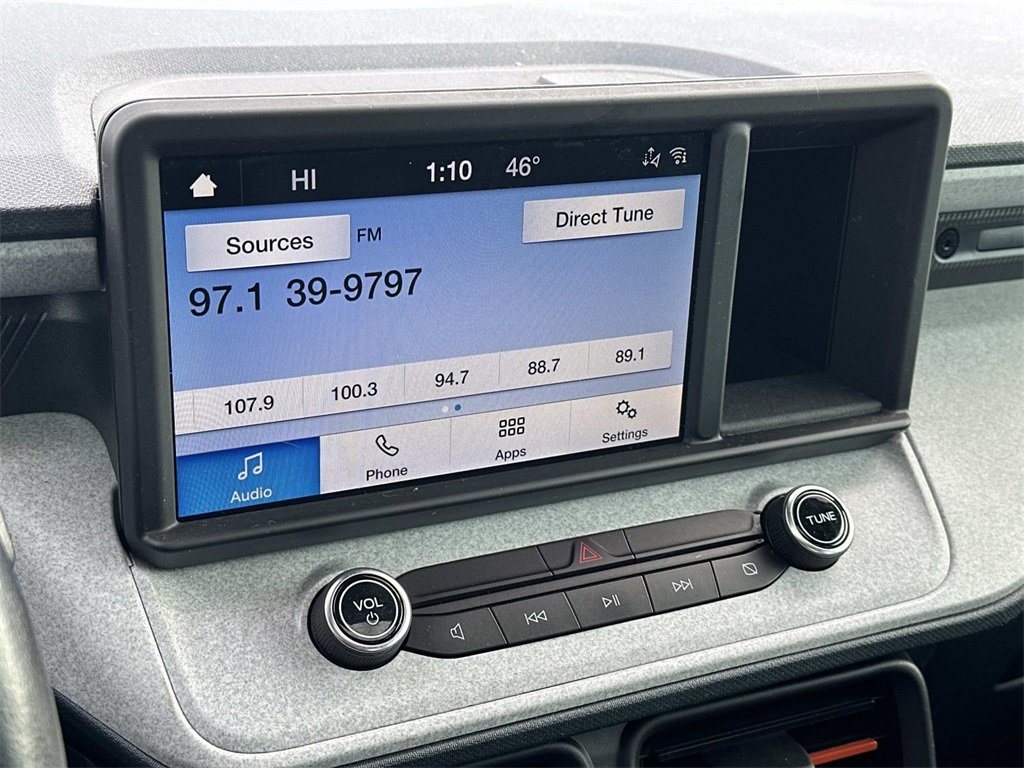 HI 1:10 46°
Sources FM Direct Tune
97.1 39-9797
107.9 100.3 94.7 88.7 89.1
Audio Phone Apps Settings
VOL TUNE